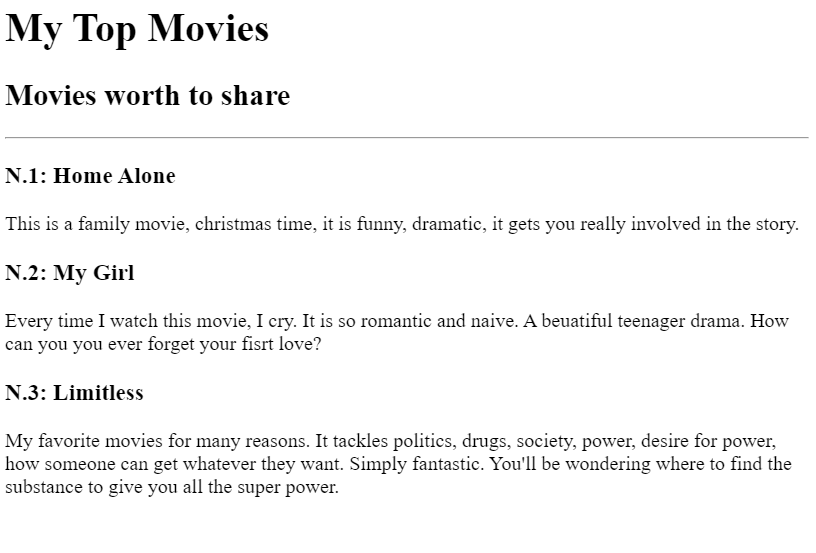 My Top Movies
Movies worth to share
N.1: Home Alone
This is a family movie, christmas time, it is funny, dramatic, it gets you really involved in the story.
N.2: My Girl
Every time I watch this movie, I cry. It is so romantic and naive. A beuatiful teenager drama. How
can you you ever forget your fisrt love?
N.3: Limitless
My favorite movies for many reasons. It tackles politics, drugs, society, power, desire for power,
how someone can get whatever they want. Simply fantastic. You'll be wondering where to find the
substance to give you all the super power.